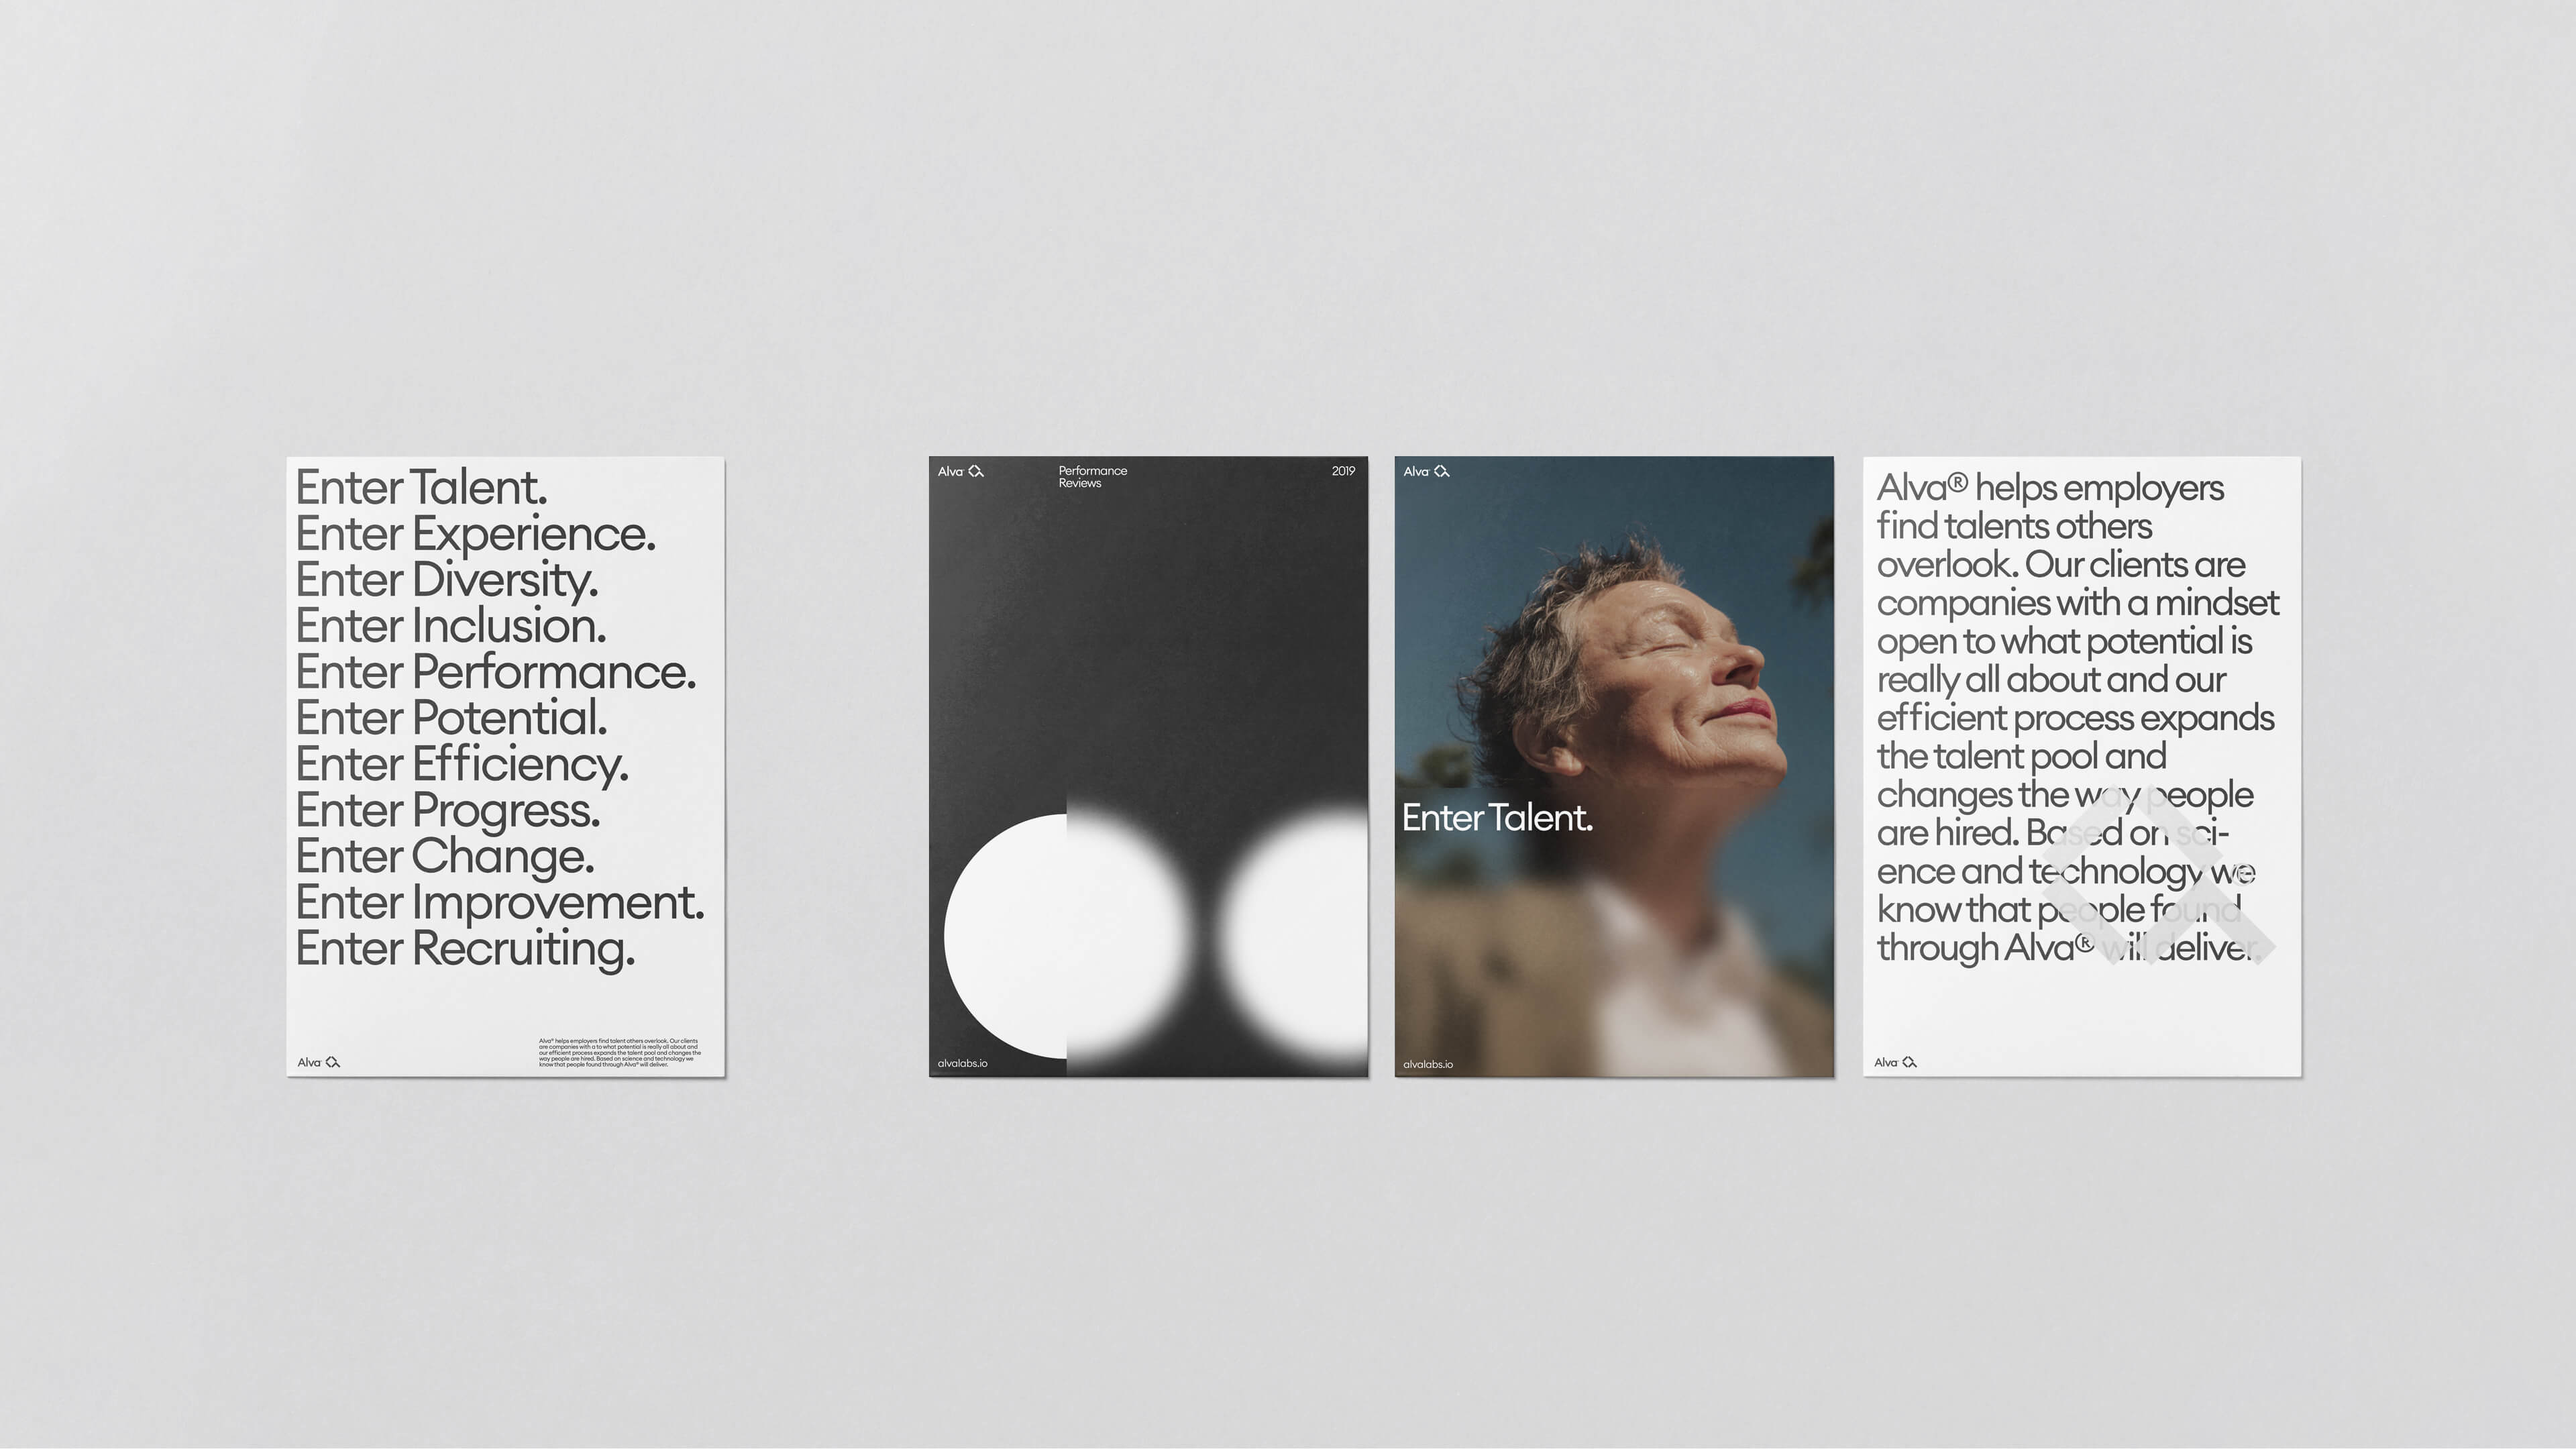 Enter Talent.
Enter Experience.
Enter Diversity.
Enter Inclusion.
Enter Performance.
Enter Potential.
Enter Efficiency.
Enter Progress.
Enter Change.
Enter Improvement.
Enter Recruiting.
Alva
Alva® helps employers find talent others overlook. Our clients
are companies with a to what potential is really all about and
our efficient process expands the talent pool and changes the
way people are hired. Based on science and technology we
know that people found through Alva® will deliver.
Alva
Performance
Reviews
2019
alvalabs.io
Alva
Enter Talent.
alvalabs.io
Alva® helps employers
find talents others
overlook. Our clients are
companies with a mindset
open to what potential is
really all about and our
efficient process expands
the talent pool and
changes the way people
are hired. Based on sci-
ence and technology we
know that people found
through Alva® will deliver.
®
Alva